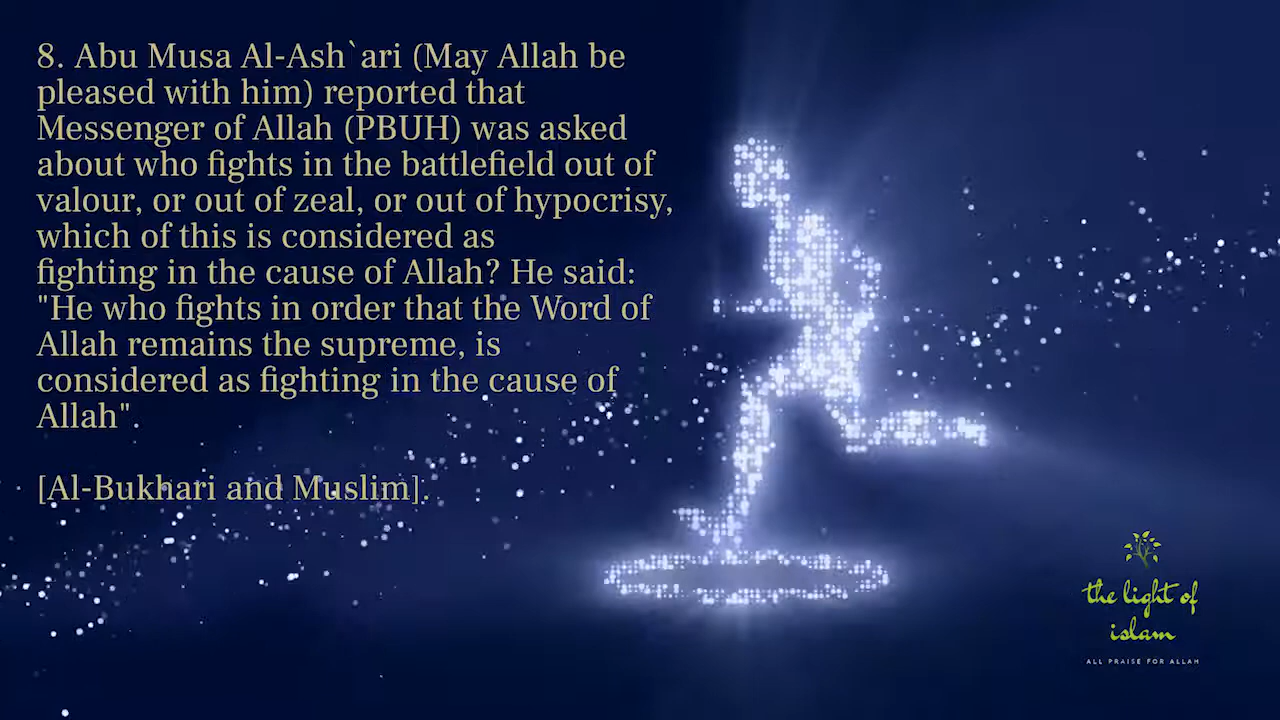 8. Abu Musa Al-Ash`ari (May Allah be
pleased with him) reported that
Messenger of Allah (PBUH) was asked
about who fights in the battlefield out of
valour, or out of zeal, or out of hypocrisy,
which of this is considered as
fighting in the cause of Allah? He said:
"He who fights in order that the Word of
Allah remains the supreme, is
considered as fighting in the cause of
Allah".
[Al-Bukhari and Muslim].
the light of
islam
ALL PRAISE FOR ALLAH